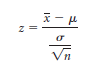 z = (x̄ − μ) / (σ / √n)